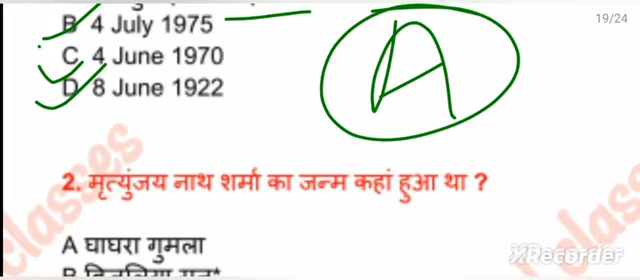 B 4 July 1975
19/24
C. 4 June 1970
D. 8 June 1922
A
2. मृत्युंजय नाथ शर्मा का जन्म कहां हुआ था ?
A घाघरा गुमला
XRecorder
B
classes
classes